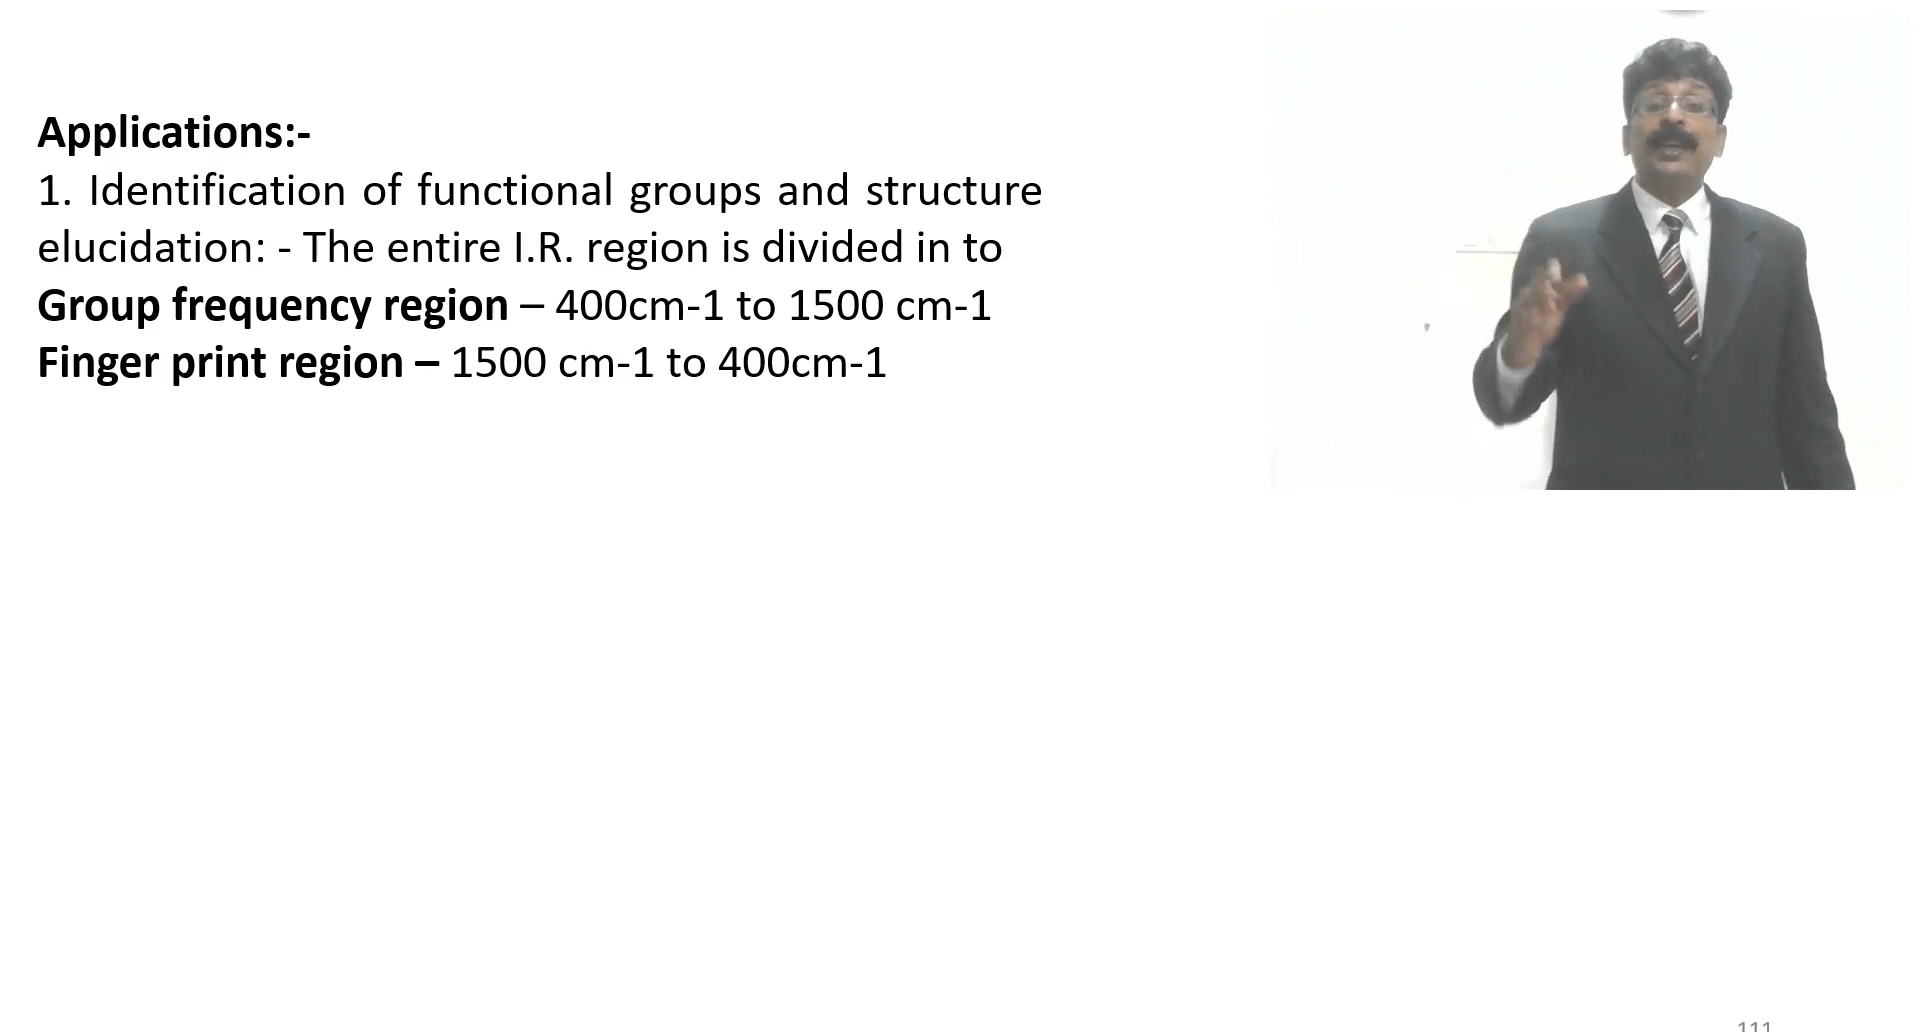 Applications:-
1. Identification of functional groups and structure
elucidation: - The entire I.R. region is divided in to
Group frequency region – 400cm-1 to 1500 cm-1
Finger print region – 1500 cm-1 to 400cm-1
111